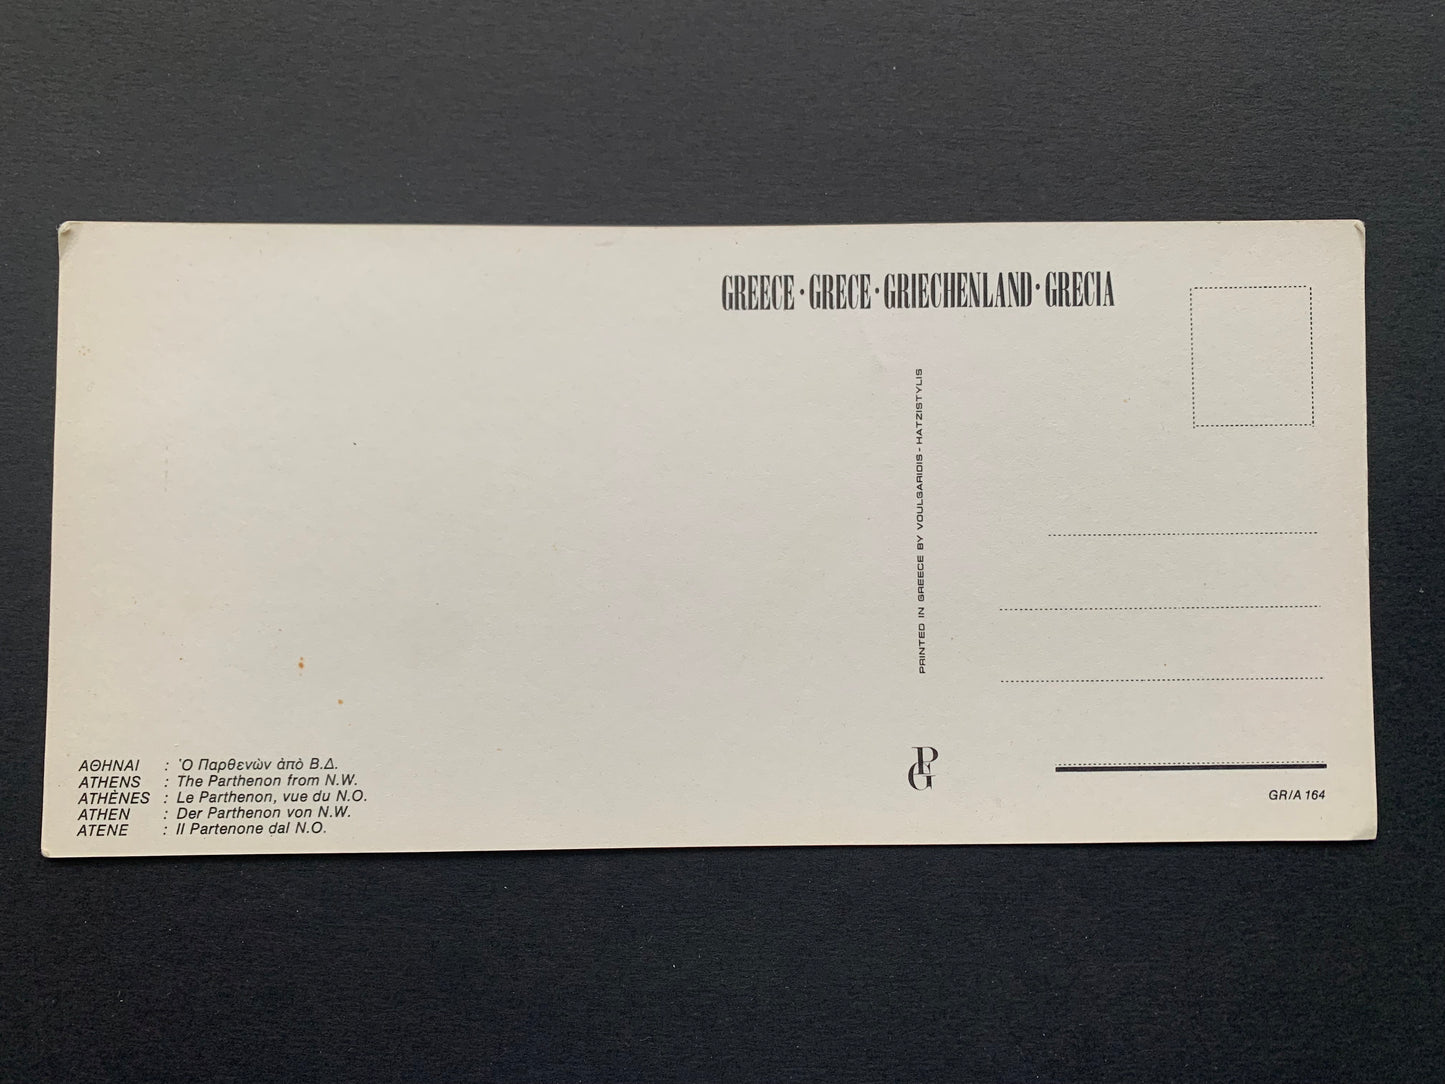 GREECE · GRECE · GRIECHENLAND · GRECIA
PRINTED IN GREECE BY VOULGARIDIS - HATZISTYLIS
ΑΘΗΝΑΙ : Ὁ Παρθενὼν ἀπὸ Β.Δ.
ATHENS : The Parthenon from N.W.
ATHÈNES : Le Parthenon, vue du N.O.
ATHEN : Der Parthenon von N.W.
ATENE : Il Partenone dal N.O.
GR/A 164